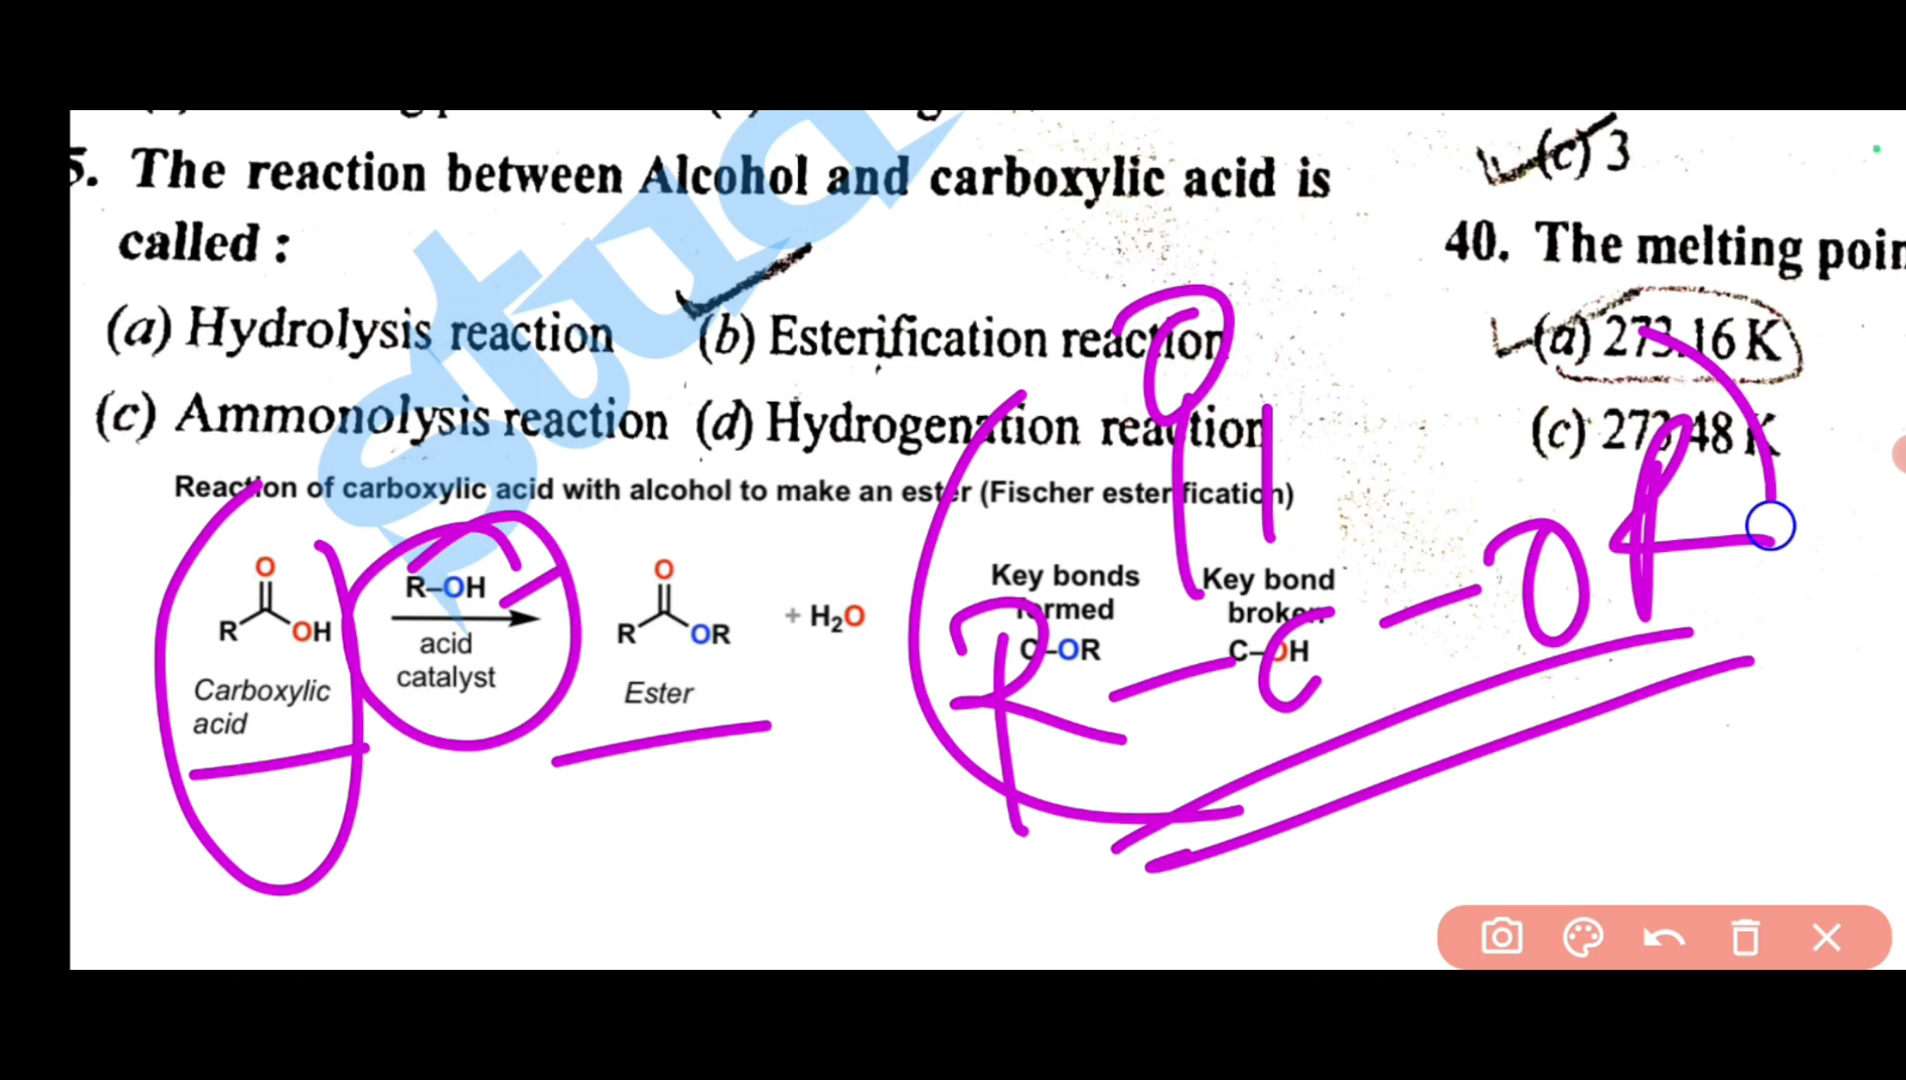 5. The reaction between Alcohol and carboxylic acid is
called :
(a) Hydrolysis reaction (b) Esterification reaction
(c) Ammonolysis reaction (d) Hydrogenation reaction
Reaction of carboxylic acid with alcohol to make an ester (Fischer esterification)
O
R OH
Carboxylic
acid
R–OH
acid
catalyst
O
R OR
Ester
+ H₂O
Key bonds
formed
C–OR
Key bond
broken
C–OH
O
R – C – OR
(c) 3
40. The melting poin
(a) 273.16 K
(c) 273.48 K
stud